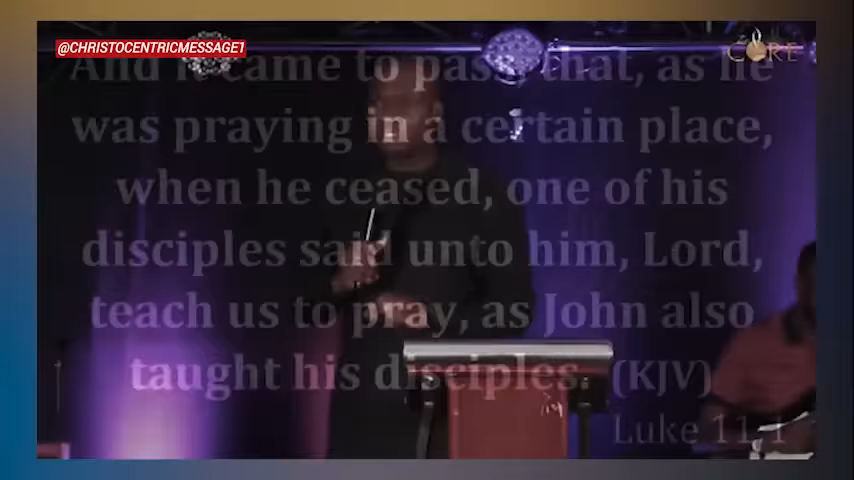 @CHRISTOCENTRICMESSAGE1
CORE
And it came to pass, that, as he
was praying in a certain place,
when he ceased, one of his
disciples said unto him, Lord,
teach us to pray, as John also
taught his disciples. (KJV)
Luke 11:1